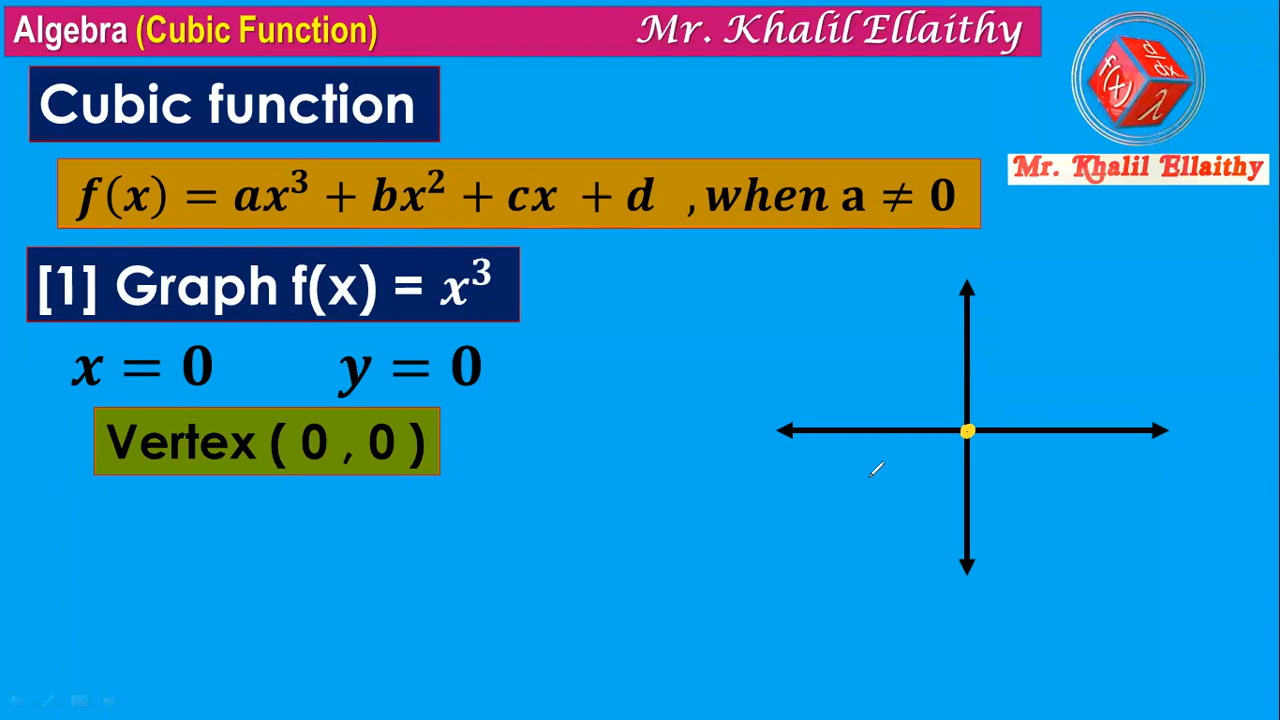 Algebra (Cubic Function)
Mr. Khalil Ellaithy
Cubic function
f(x) = ax³ + bx² + cx + d , when a ≠ 0
[1] Graph f(x) = x³
x = 0 y = 0
Vertex ( 0 , 0 )
f(x)
d/dx
λ
Mr. Khalil Ellaithy